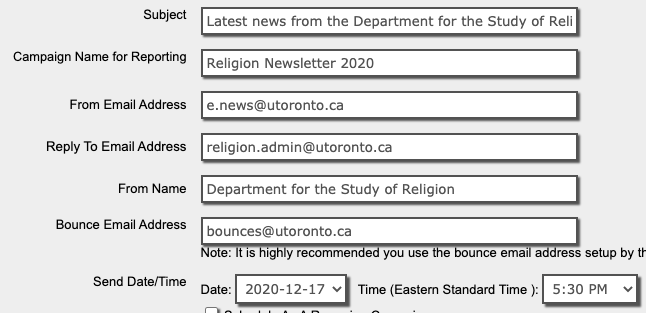 Subject Latest news from the Department for the Study of Reli
Campaign Name for Reporting Religion Newsletter 2020
From Email Address e.news@utoronto.ca
Reply To Email Address religion.admin@utoronto.ca
From Name Department for the Study of Religion
Bounce Email Address bounces@utoronto.ca
Note: It is highly recommended you use the bounce email address setup by th
Send Date/Time Date: 2020-12-17 Time (Eastern Standard Time ): 5:30 PM